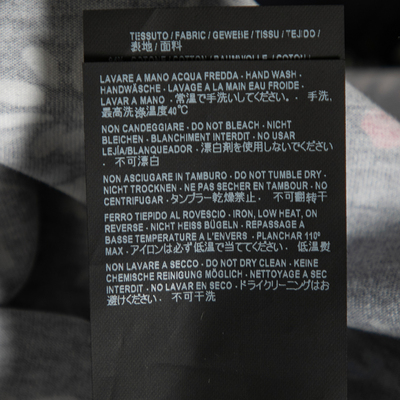 TESSUTO / FABRIC / GEWEBE / TISSU / TEJIDO /
表地 / 面料
LAVARE A MANO ACQUA FREDDA - HAND WASH -
HANDWÄSCHE - LAVAGE A LA MAIN EAU FROIDE -
LAVAR A MANO - 常温で手洗いしてください。- 手洗,
最高洗涤温度40°C
NON CANDEGGIARE - DO NOT BLEACH - NICHT
BLEICHEN - BLANCHIMENT INTERDIT - NO USAR
LEJÍA/BLANQUEADOR - 漂白剤を使用しないでくださ
い - 不可漂白
NON ASCIUGARE IN TAMBURO - DO NOT TUMBLE DRY -
NICHT TROCKNEN - NE PAS SECHER EN TAMBOUR - NO
CENTRIFUGAR - タンブラー乾燥禁止 - 不可翻转干
FERRO TIEPIDO AL ROVESCIO - IRON, LOW HEAT, ON
REVERSE - NICHT HEISS BÜGELN - REPASSAGE A
BASSE TEMPERATURE A L'ENVERS - PLANCHAR 110°
MAX - アイロンは必ず低温で当ててください - 低温熨
NON LAVARE A SECCO - DO NOT DRY CLEAN - KEINE
CHEMISCHE REINIGUNG MÖGLICH - NETTOYAGE A SEC
INTERDIT - NO LAVAR EN SECO - ドライクリーニングはお
避けください - 不可干洗